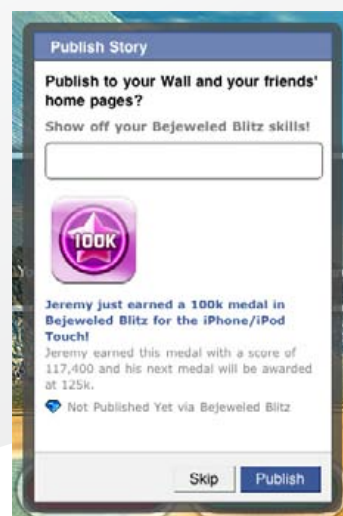 Publish Story
Publish to your Wall and your friends'
home pages?
Show off your Bejeweled Blitz skills!
100K
Jeremy just earned a 100k medal in
Bejeweled Blitz for the iPhone/iPod
Touch!
Jeremy earned this medal with a score of
117,400 and his next medal will be awarded
at 125k.
Not Published Yet via Bejeweled Blitz
Skip Publish